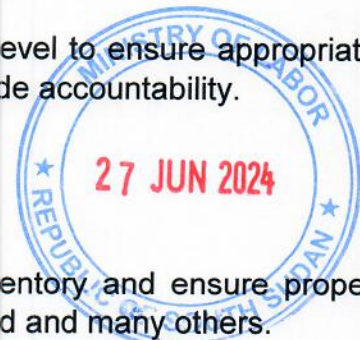 evel to ensure appropriat
de accountability.
MINISTRY OF LABOR
27 JUN 2024
REPUBLIC OF SOUTH SUDAN
entory and ensure prope
d and many others.